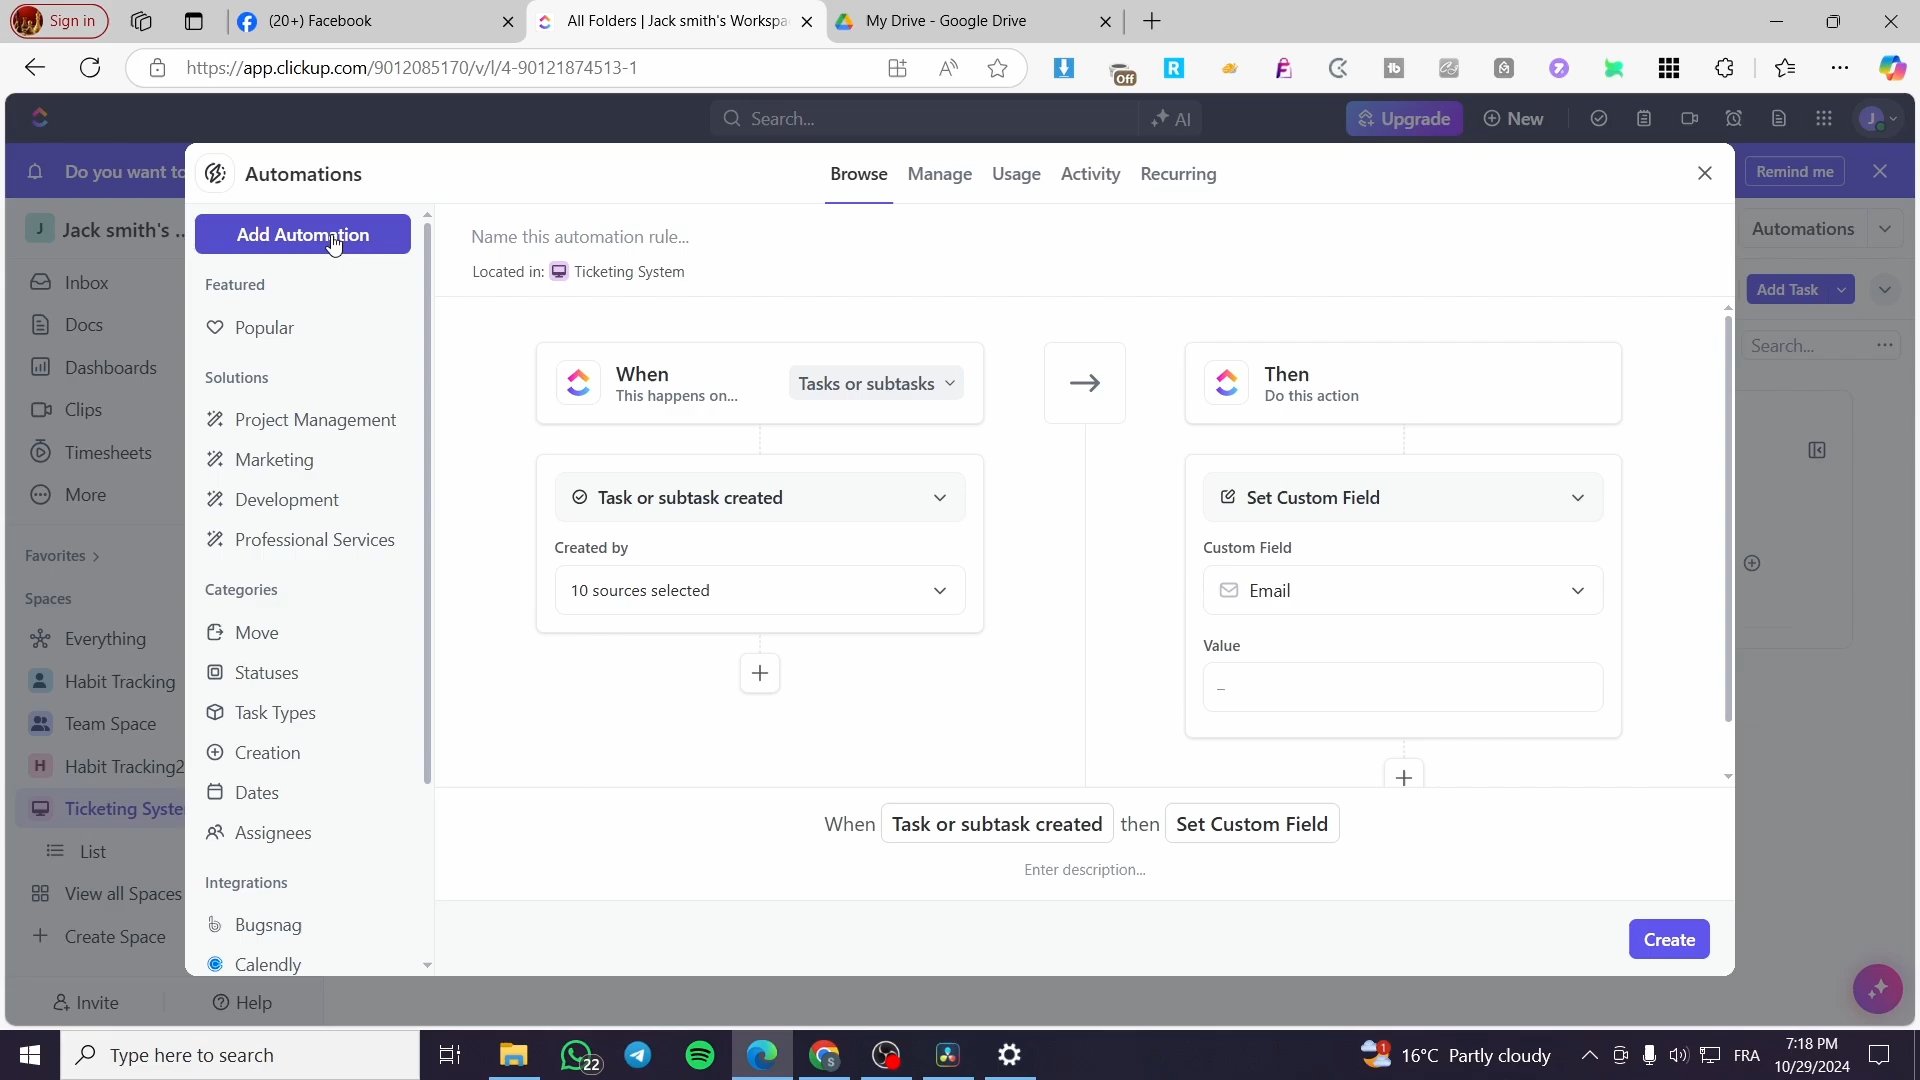 Sign in
(20+) Facebook
All Folders | Jack smith's Workspa
My Drive - Google Drive
https://app.clickup.com/9012085170/v/l/4-90121874513-1
Off
Search...
AI
Upgrade
New
J
Do you want to
Remind me
Automations
Browse
Manage
Usage
Activity
Recurring
J
Jack smith's ...
Inbox
Docs
Dashboards
Clips
Timesheets
More
Favorites
Spaces
Everything
Habit Tracking
Team Space
H
Habit Tracking2
Ticketing Syste
List
View all Spaces
Create Space
Invite
Help
Add Automation
Featured
Popular
Solutions
Project Management
Marketing
Development
Professional Services
Categories
Move
Statuses
Task Types
Creation
Dates
Assignees
Integrations
Bugsnag
Calendly
Name this automation rule...
Located in: Ticketing System
When
This happens on...
Tasks or subtasks
Task or subtask created
Created by
10 sources selected
Then
Do this action
Set Custom Field
Custom Field
Email
Value
–
When Task or subtask created then Set Custom Field
Enter description...
Create
Automations
Add Task
Search...
Type here to search
22
1
16°C Partly cloudy
FRA
7:18 PM
10/29/2024